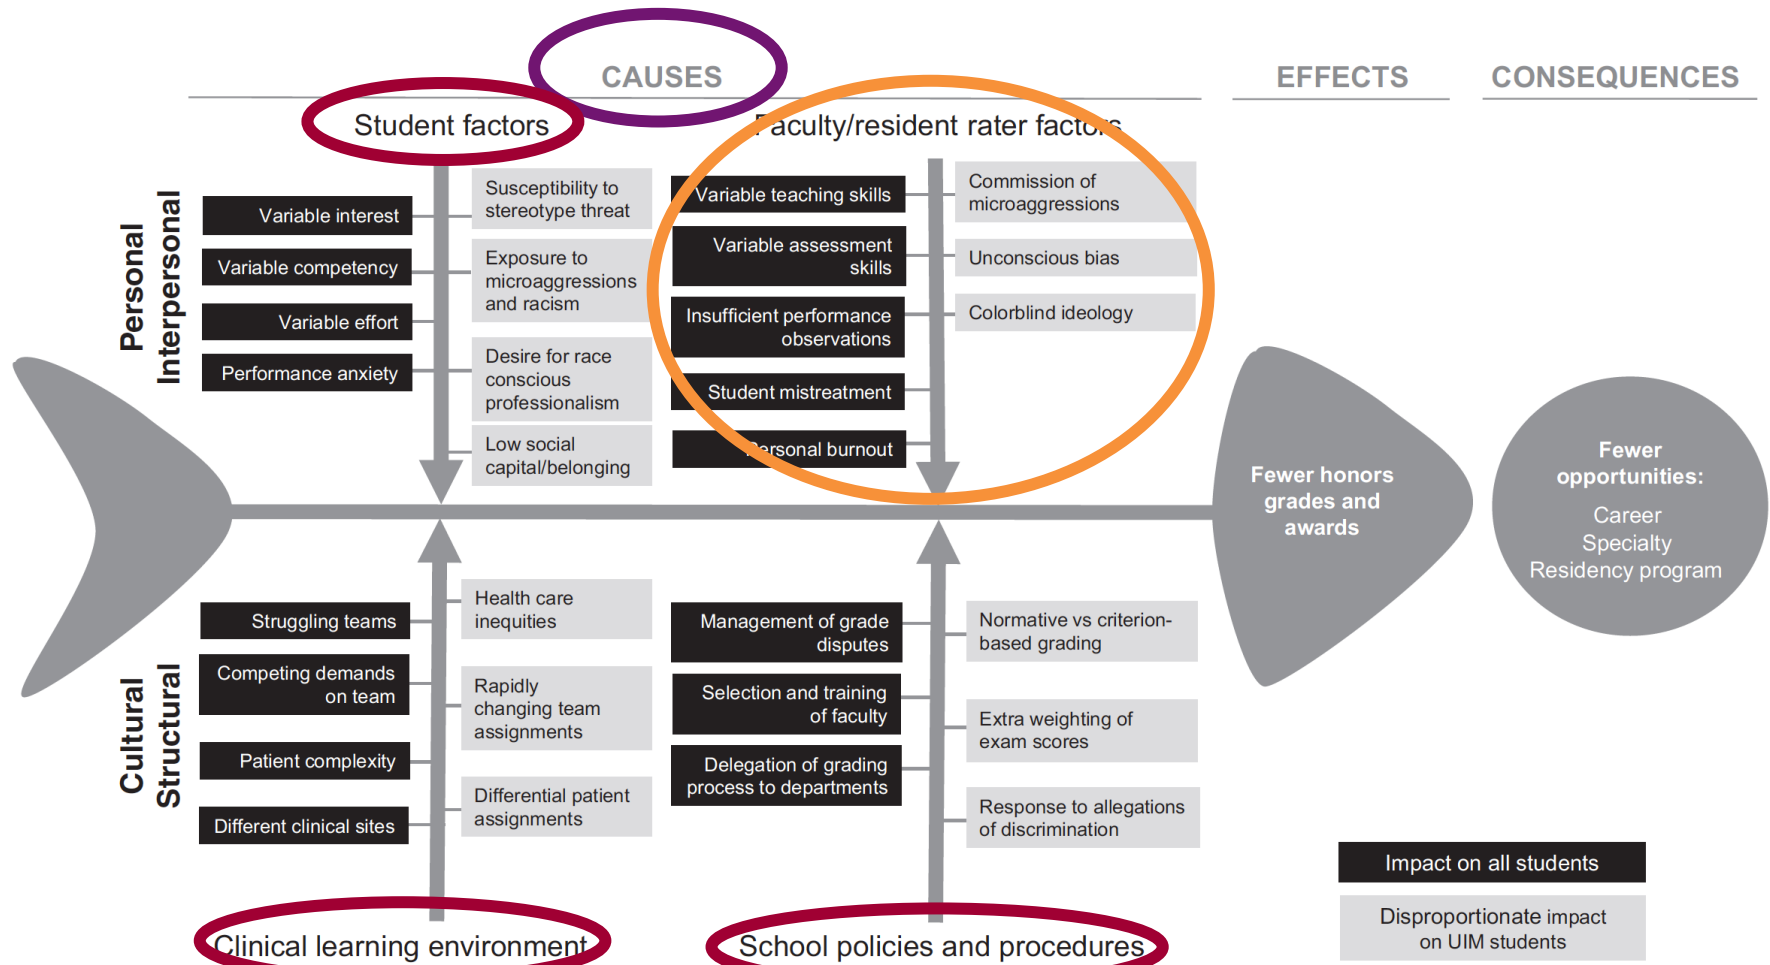 CAUSES
EFFECTS
CONSEQUENCES
Student factors
Faculty/resident rater factors
Personal
Interpersonal
Variable interest
Variable competency
Variable effort
Performance anxiety
Susceptibility to
stereotype threat
Exposure to
microaggressions
and racism
Desire for race
conscious
professionalism
Low social
capital/belonging
Variable teaching skills
Variable assessment
skills
Insufficient performance
observations
Student mistreatment
Personal burnout
Commission of
microaggressions
Unconscious bias
Colorblind ideology
Fewer honors
grades and
awards
Fewer
opportunities:
Career
Specialty
Residency program
Cultural
Structural
Struggling teams
Competing demands
on team
Patient complexity
Different clinical sites
Health care
inequities
Rapidly
changing team
assignments
Differential patient
assignments
Management of grade
disputes
Selection and training
of faculty
Delegation of grading
process to departments
Normative vs criterion-
based grading
Extra weighting of
exam scores
Response to allegations
of discrimination
Clinical learning environment
School policies and procedures
Impact on all students
Disproportionate impact
on UIM students